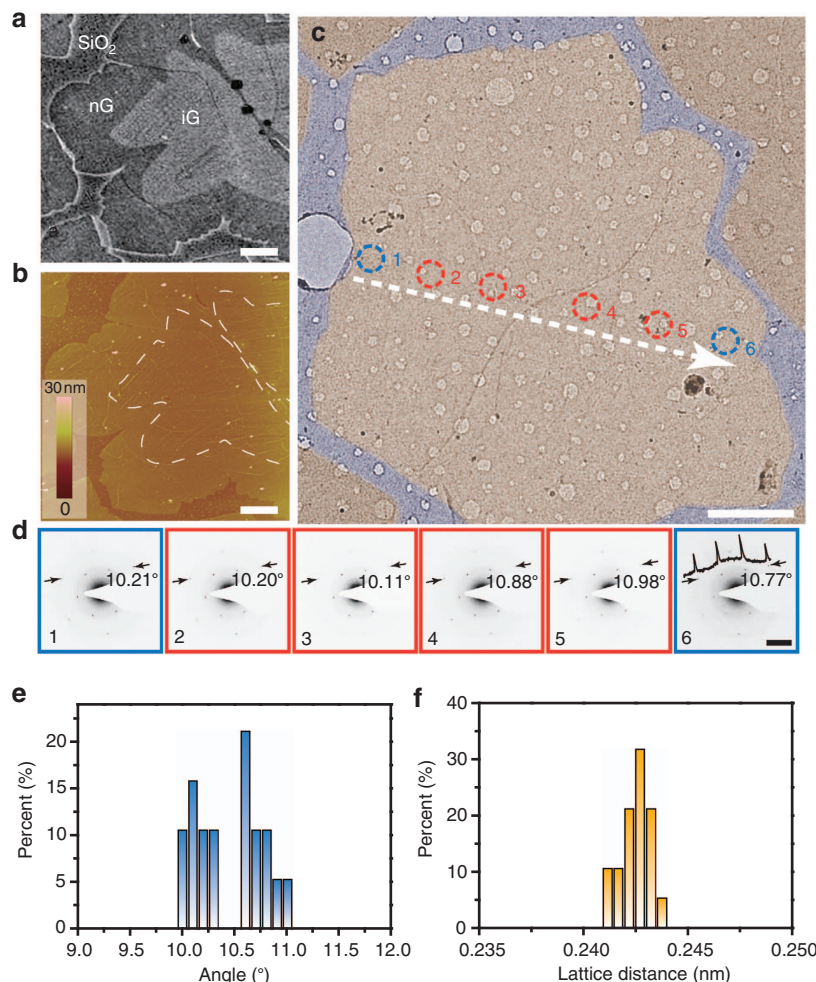 a
SiO2
nG
iG
b
30 nm
0
c
1
2
3
4
5
6
d
10.21°
1
10.20°
2
10.11°
3
10.88°
4
10.98°
5
10.77°
6
e
Percent (%)
20
15
10
5
0
9.0 9.5 10.0 10.5 11.0 11.5 12.0
Angle (°)
f
Percent (%)
40
30
20
10
0
0.235 0.240 0.245 0.250
Lattice distance (nm)